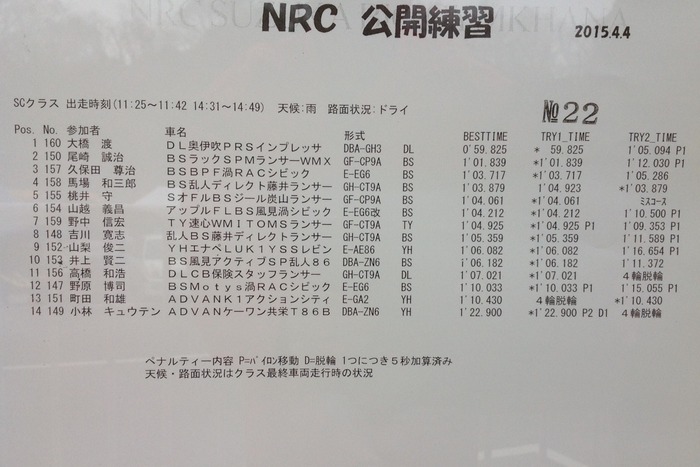 NRC 公開練習 2015.4.4
SCクラス 出走時刻(11:25～11:42 14:31～14:49) 天候:雨 路面状況:ドライ №22
Pos. No. 参加者 車名 形式 BESTTIME TRY1_TIME TRY2_TIME
1 160 大橋 渡 DL奥伊吹PRSインプレッサ DBA-GH3 DL 0'59.825 * 59.825 1'05.094 P1
2 150 尾崎 誠治 BSラックSPMランサーWMX GF-CP9A BS 1'01.839 *1'01.839 1'12.030 P1
3 157 久保田 尊治 BSBPF渦RACシビック E-EG6 BS 1'03.717 *1'03.717 1'05.286
4 158 馬場 和三郎 BS乱人ディレクト藤井ランサー GH-CT9A BS 1'03.879 1'04.923 *1'03.879
5 155 桃井 守 SオFルBSジール炭山ランサー GF-CP9A BS 1'04.061 *1'04.061 ミスコース
6 154 山越 義昌 アップルFLBS風見渦シビック E-EG6改 BS 1'04.212 *1'04.212 1'10.500 P1
7 159 野中 信宏 TY速心WMITOMSランサー GF-CT9A TY 1'04.925 *1'04.925 P1 1'09.353 P1
8 148 吉川 寛志 乱人BS藤井ディレクトランサー GH-CT9A BS 1'05.359 *1'05.359 1'11.589 P1
9 152 山梨 俊二 YHエナペLUK1YSSレビン E-AE86 YH 1'06.082 *1'06.082 1'16.654 P1
10 153 井上 賢二 BS風見アクティブSP乱人86 DBA-ZN6 BS 1'06.182 *1'06.182 1'11.372
11 156 高橋 和浩 DLCB保険スタッフランサー GH-CT9A DL 1'07.021 *1'07.021 4輪脱輪
12 147 野原 博司 BSMotys渦RACシビック E-EG6 BS 1'10.033 *1'10.033 P1 1'15.055 P1
13 151 町田 和雄 ADVANK1アクションシティ E-GA2 YH 1'10.430 4輪脱輪 *1'10.430
14 149 小林 キュウテン ADVANケーワン共栄T86B DBA-ZN6 YH 1'22.900 *1'22.900 P2 D1 4輪脱輪
ペナルティー内容 P=パイロン移動 D=脱輪 1つにつき5秒加算済み
天候・路面状況はクラス最終車両走行時の状況